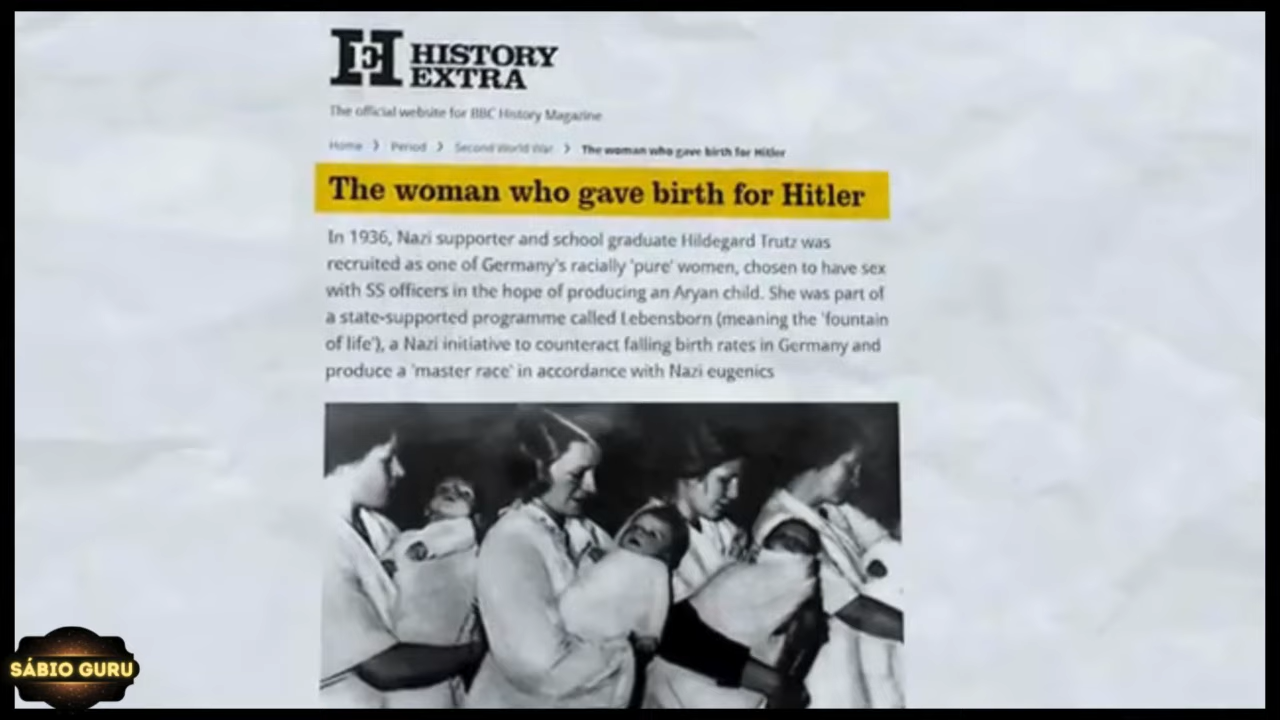 HE HISTORY
EXTRA
The official website for BBC History Magazine
Home > Period > Second World War > The woman who gave birth for Hitler
The woman who gave birth for Hitler
In 1936, Nazi supporter and school graduate Hildegard Trutz was
recruited as one of Germany's racially 'pure' women, chosen to have sex
with SS officers in the hope of producing an Aryan child. She was part of
a state-supported programme called Lebensborn (meaning the 'fountain
of life'), a Nazi initiative to counteract falling birth rates in Germany and
produce a 'master race' in accordance with Nazi eugenics
SÁBIO GURU